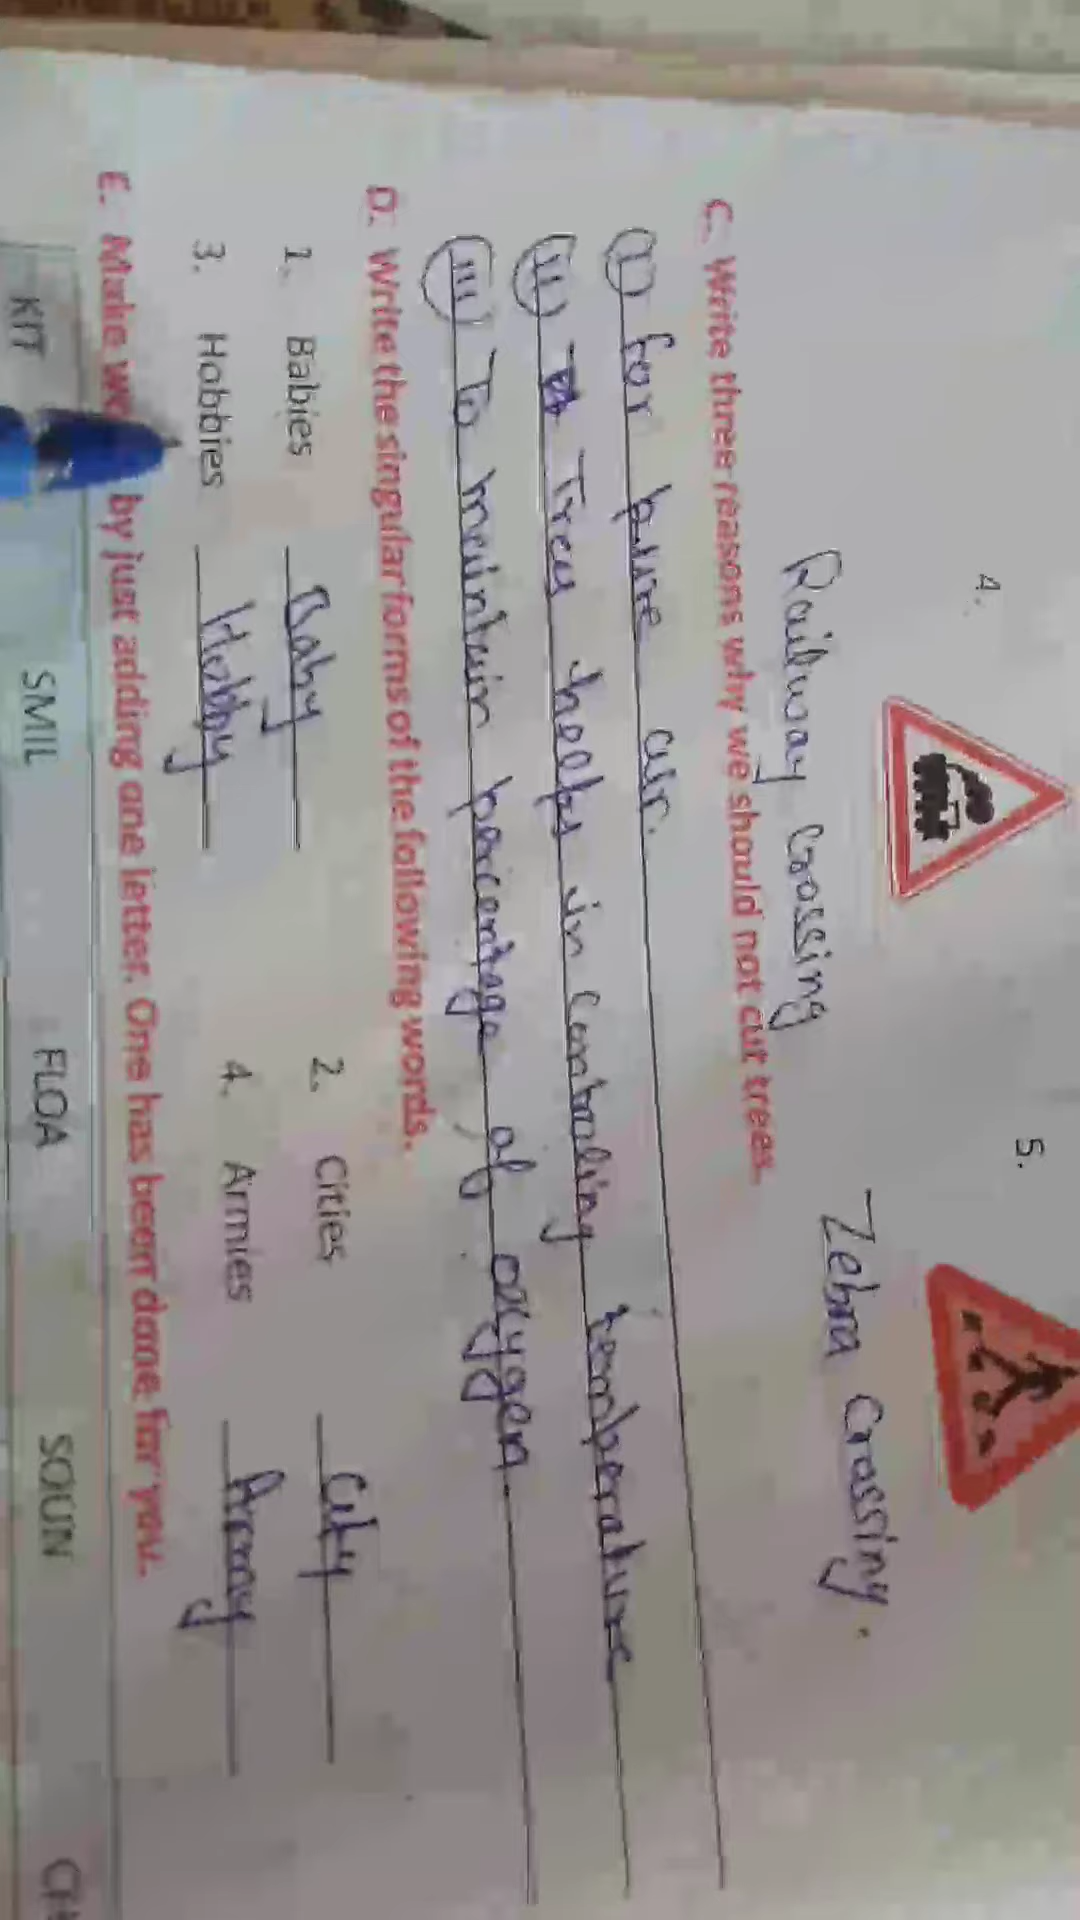 4.
5.
Railway Crossing
Zebra Crossing.
C. Write three reasons why we should not cut trees.
(I) for pure air.
(II) Tree helps in Controling temperature
(III) To maintain percentage of oxygen.
D. Write the singular forms of the following words.
1. Babies Baby 2. Cities City
3. Hobbies Hobby 4. Armies Army
E. Make by just adding one letter. One has been done for you.
KIT SMIL FLOA SOUN